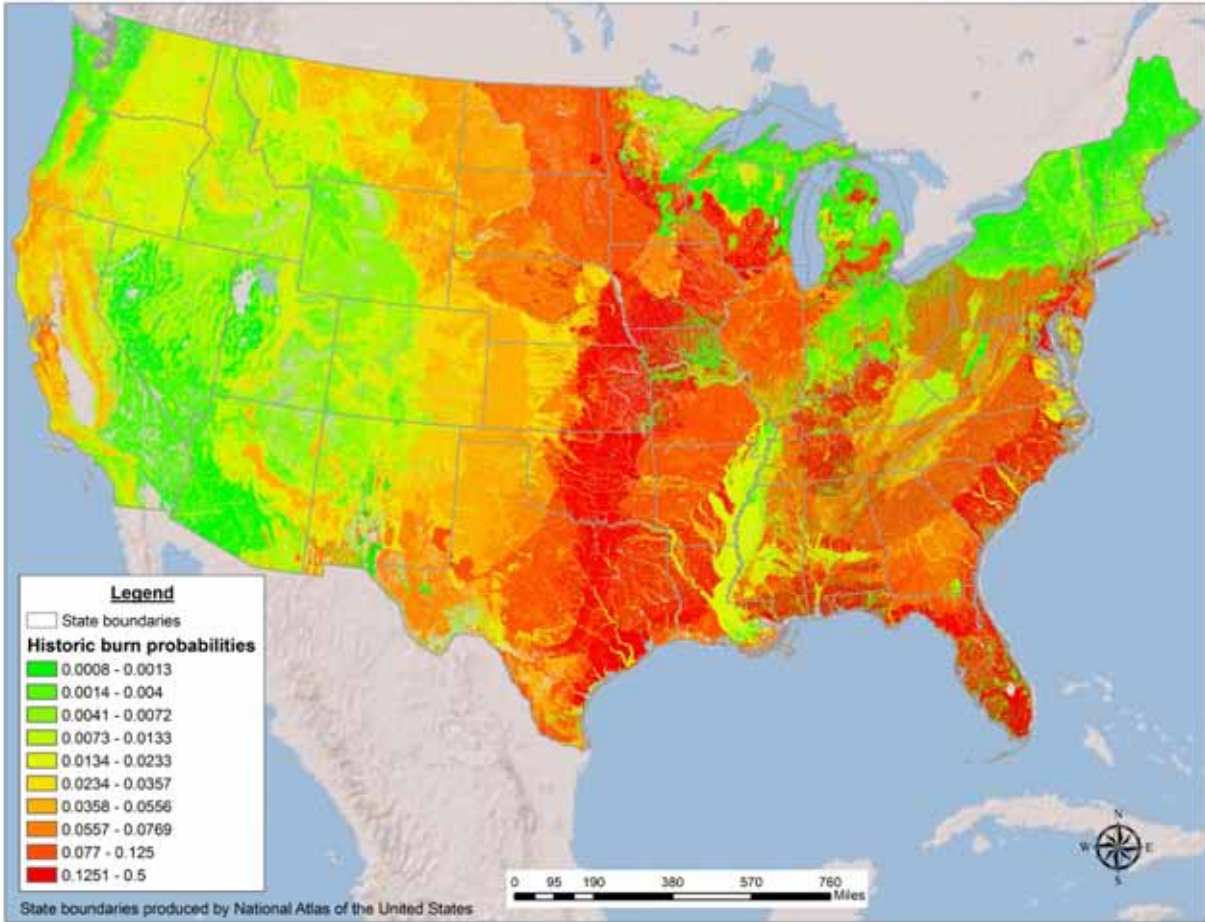 Legend
State boundaries
Historic burn probabilities
0.0008 - 0.0013
0.0014 - 0.004
0.0041 - 0.0072
0.0073 - 0.0133
0.0134 - 0.0233
0.0234 - 0.0357
0.0358 - 0.0556
0.0557 - 0.0769
0.077 - 0.125
0.1251 - 0.5
State boundaries produced by National Atlas of the United States
0 95 190 380 570 760
Miles
N
W E
S